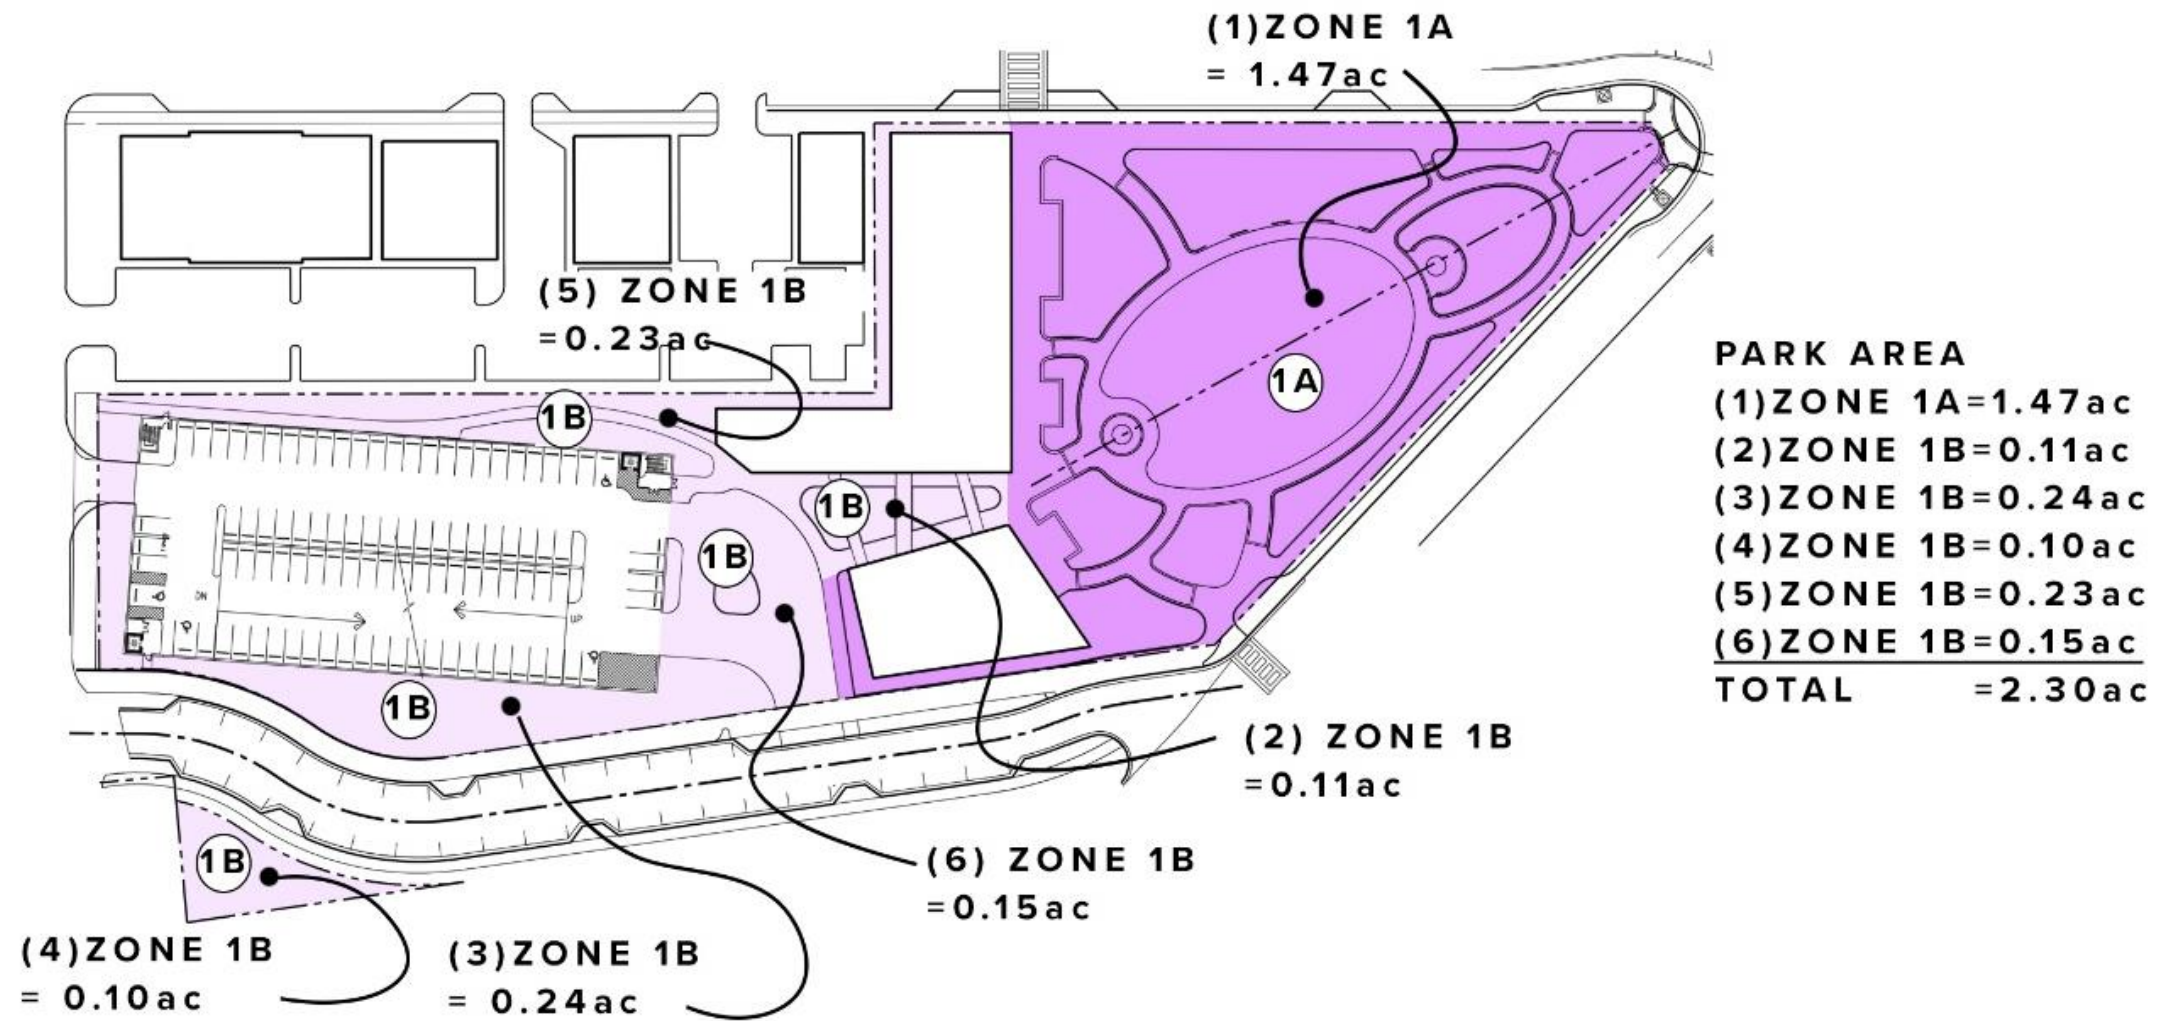 (1)ZONE 1A
= 1.47ac
(5) ZONE 1B
=0.23ac
1A
1B
1B
1B
1B
1B
DN
UP
PARK AREA
(1)ZONE 1A=1.47ac
(2)ZONE 1B=0.11ac
(3)ZONE 1B=0.24ac
(4)ZONE 1B=0.10ac
(5)ZONE 1B=0.23ac
(6)ZONE 1B=0.15ac
TOTAL =2.30ac
(2) ZONE 1B
=0.11ac
(6) ZONE 1B
=0.15ac
(4)ZONE 1B
= 0.10ac
(3)ZONE 1B
= 0.24ac